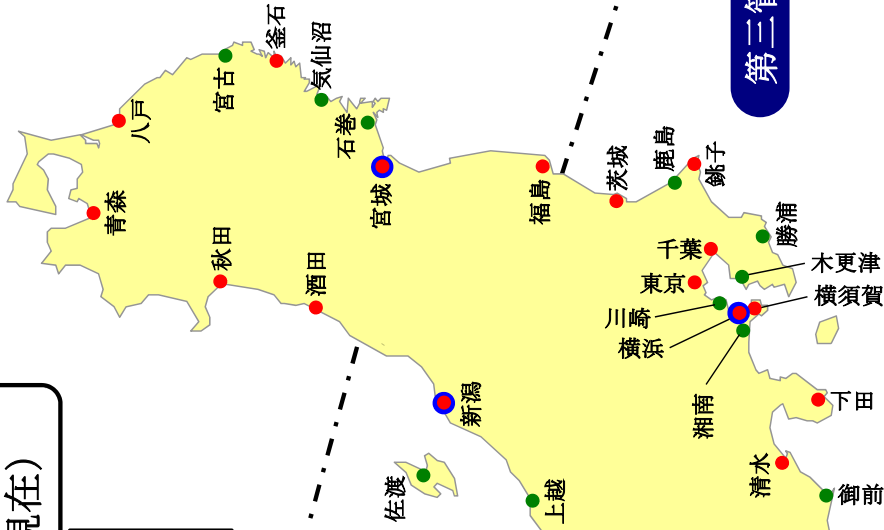 釜石
気仙沼
宮古
八戸
石巻
青森
宮城
福島
茨城
鹿島
銚子
秋田
酒田
千葉
勝浦
東京
木更津
川崎
横須賀
横浜
湘南
新潟
下田
佐渡
上越
清水
御前
第三管
現在)